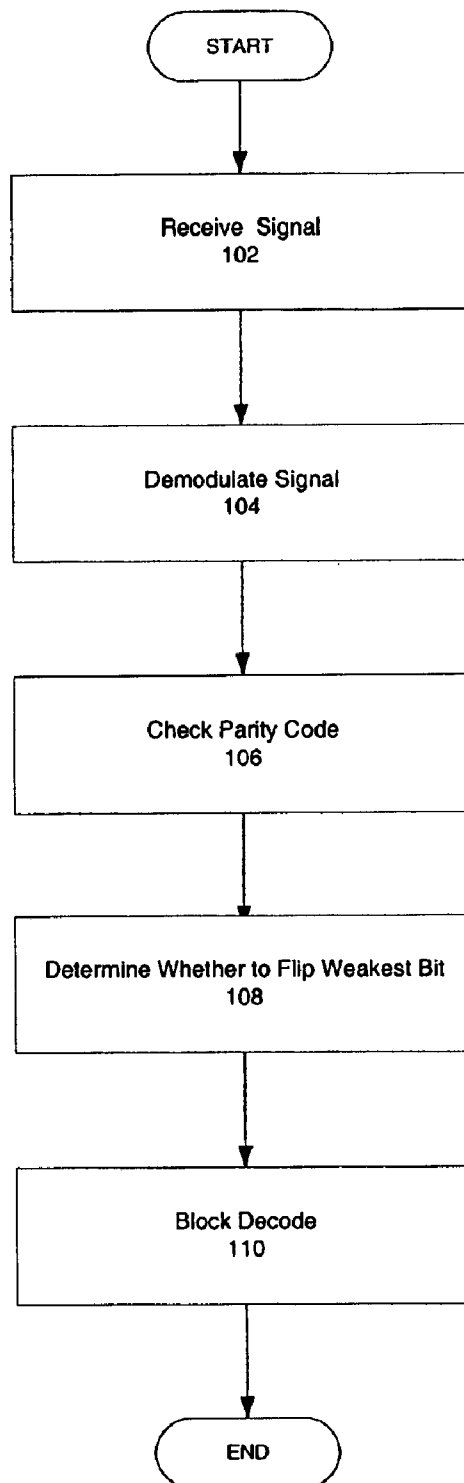 START
Receive Signal
102
Demodulate Signal
104
Check Parity Code
106
Determine Whether to Flip Weakest Bit
108
Block Decode
110
END